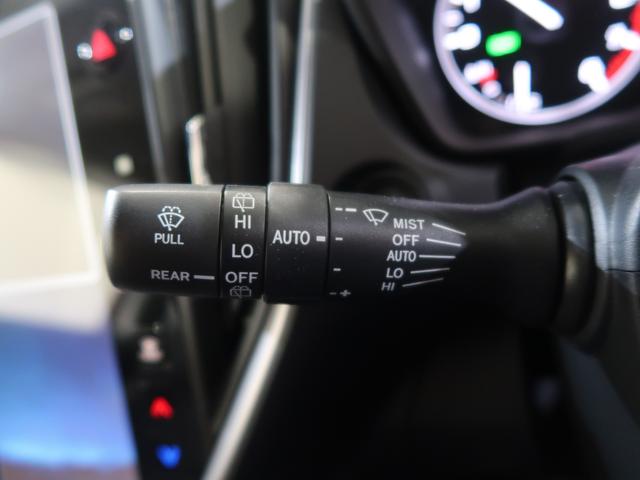 PULL
REAR
HI
LO
OFF
AUTO
-
+
MIST
OFF
AUTO
LO
HI